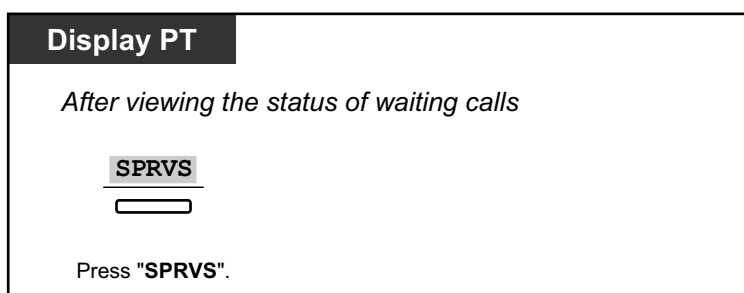 Display PT
After viewing the status of waiting calls
SPRVS
Press "SPRVS".